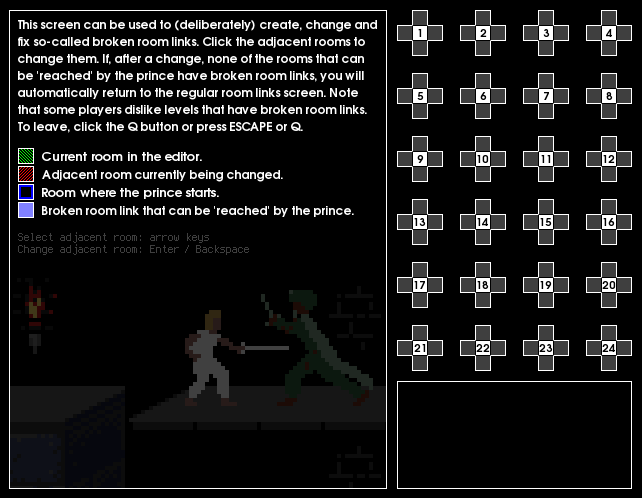 This screen can be used to (deliberately) create, change and
fix so-called broken room links. Click the adjacent rooms to
change them. If, after a change, none of the rooms that can
be 'reached' by the prince have broken room links, you will
automatically return to the regular room links screen. Note
that some players dislike levels that have broken room links.
To leave, click the Q button or press ESCAPE or Q.
Current room in the editor.
Adjacent room currently being changed.
Room where the prince starts.
Broken room link that can be 'reached' by the prince.
Select adjacent room: arrow keys
Change adjacent room: Enter / Backspace
1 2 3 4
5 6 7 8
9 10 11 12
13 14 15 16
17 18 19 20
21 22 23 24